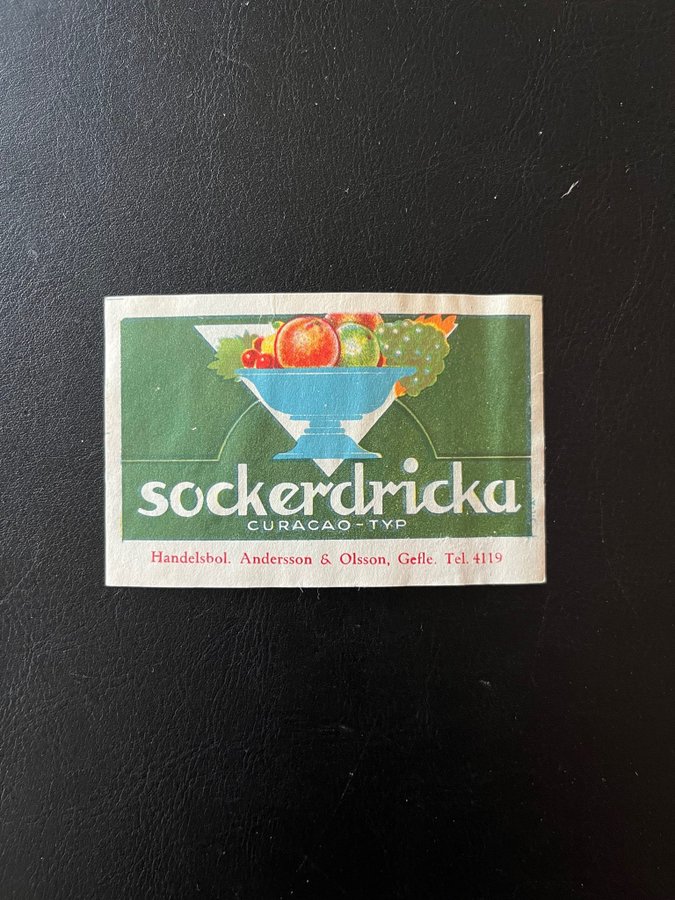 sockerdricka
CURACAO-TYP
Handelsbol. Andersson & Olsson, Gefle. Tel. 4119